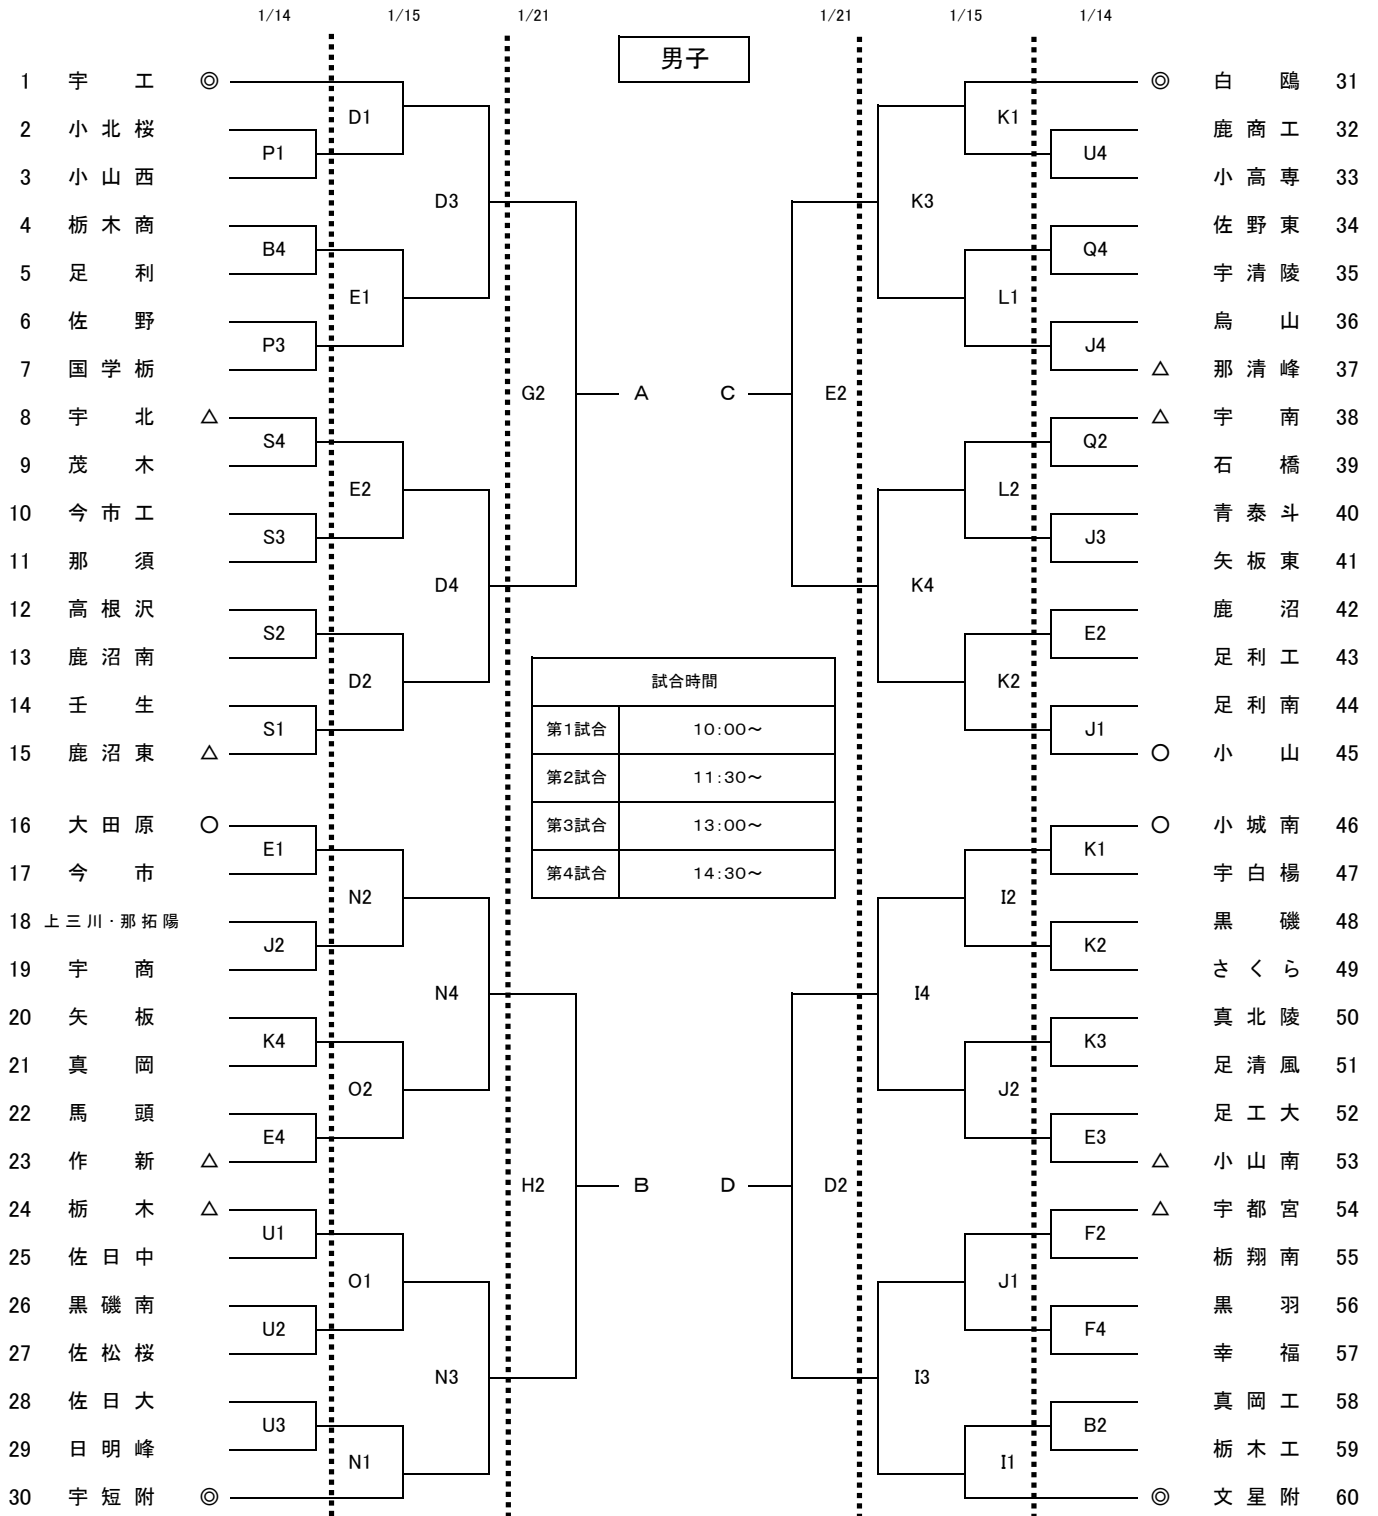 1/14 1/15 1/21 1/21 1/15 1/14
男子
1 宇工 ◎ ◎ 白鴎 31
D1 K1
2 小北桜 鹿商工 32
P1 U4
3 小山西 小高専 33
D3 K3
4 栃木商 佐野東 34
B4 Q4
5 足利 宇清陵 35
E1 L1
6 佐野 烏山 36
P3 J4
7 国学栃 △ 那清峰 37
G2 A C E2
8 宇北 △ △ 宇南 38
S4 Q2
9 茂木 石橋 39
E2 L2
10 今市工 青泰斗 40
S3 J3
11 那須 矢板東 41
D4 K4
12 高根沢 鹿沼 42
S2 E2
13 鹿沼南 足利工 43
D2 K2
試合時間
14 壬生 足利南 44
S1 J1
第1試合 10:00～
15 鹿沼東 △ ○ 小山 45
第2試合 11:30～
16 大田原 ○ ○ 小城南 46
第3試合 13:00～
E1 K1
17 今市 宇白楊 47
第4試合 14:30～
N2 I2
18 上三川・那拓陽 黒磯 48
J2 K2
19 宇商 さくら 49
N4 I4
20 矢板 真北陵 50
K4 K3
21 真岡 足清風 51
O2 J2
22 馬頭 足工大 52
E4 E3
23 作新 △ △ 小山南 53
H2 B D D2
24 栃木 △ △ 宇都宮 54
U1 F2
25 佐日中 栃翔南 55
O1 J1
26 黒磯南 黒羽 56
U2 F4
27 佐松桜 幸福 57
N3 I3
28 佐日大 真岡工 58
U3 B2
29 日明峰 栃木工 59
N1 I1
30 宇短附 ◎ ◎ 文星附 60